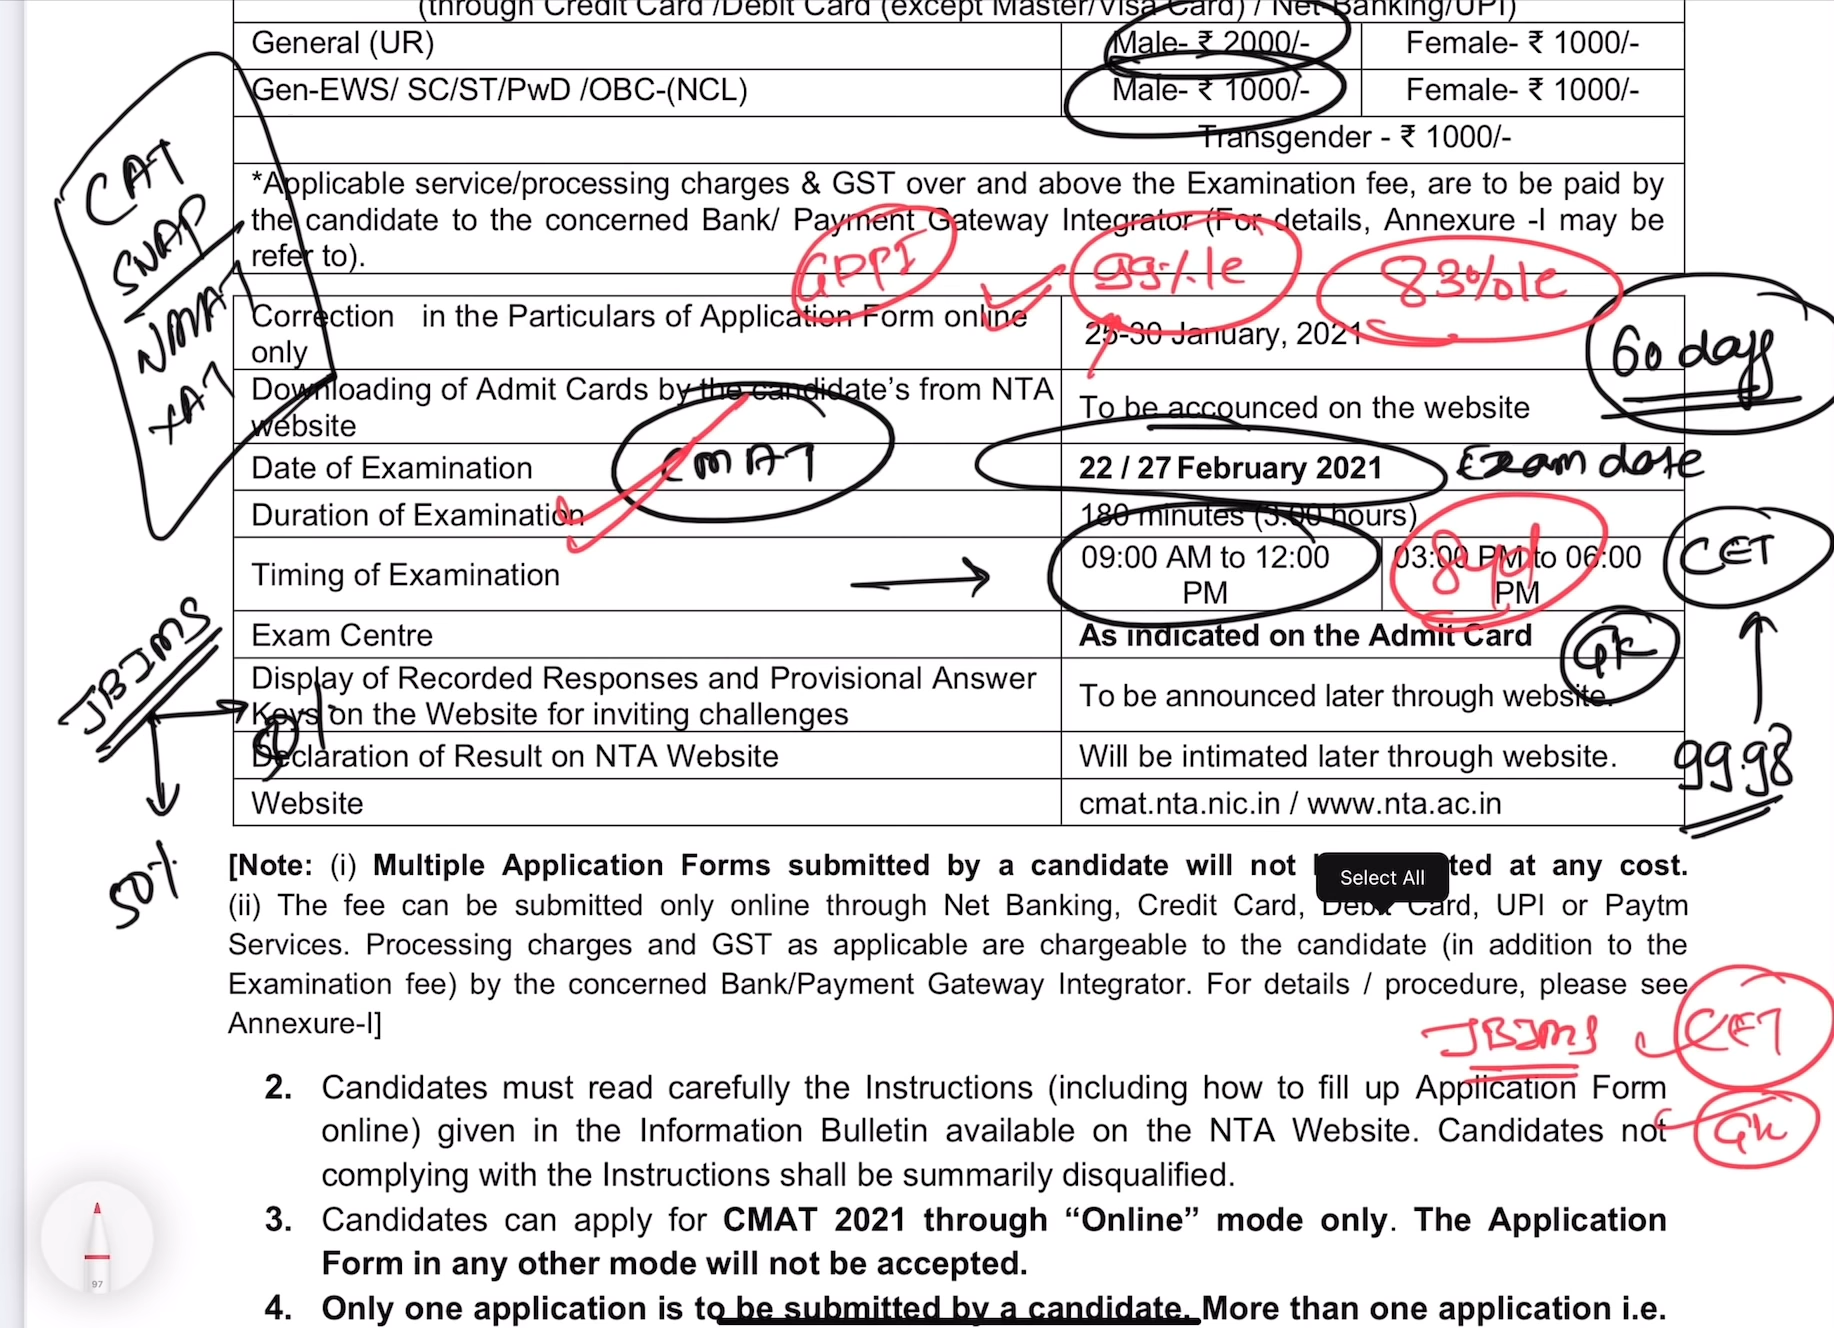 (through Credit Card /Debit Card (except Master/Visa Card) / Net Banking/UPI)
General (UR) Male- ₹ 2000/- Female- ₹ 1000/-
Gen-EWS/ SC/ST/PwD /OBC-(NCL) Male- ₹ 1000/- Female- ₹ 1000/-
Transgender - ₹ 1000/-
CAT
SNAP
NMAT
XAT
*Applicable service/processing charges & GST over and above the Examination fee, are to be paid by
the candidate to the concerned Bank/ Payment Gateway Integrator (For details, Annexure -I may be
refer to).
GDPI
99%le
83%le
Correction in the Particulars of Application Form online
only
25-30 January, 2021
60 days
Downloading of Admit Cards by the candidate's from NTA
website
To be accounced on the website
CMAT
Date of Examination 22 / 27 February 2021
Exam date
Duration of Examination 180 minutes (3:00 hours)
Timing of Examination
09:00 AM to 12:00
PM
03:00 PM to 06:00
PM
CET
Exam Centre As indicated on the Admit Card
GK
JBIMS
Display of Recorded Responses and Provisional Answer
Keys on the Website for inviting challenges
To be announced later through website.
Declaration of Result on NTA Website Will be intimated later through website.
99.98
Website cmat.nta.nic.in / www.nta.ac.in
50%
[Note: (i) Multiple Application Forms submitted by a candidate will not ted at any cost.
Select All
(ii) The fee can be submitted only online through Net Banking, Credit Card, Debit Card, UPI or Paytm
Services. Processing charges and GST as applicable are chargeable to the candidate (in addition to the
Examination fee) by the concerned Bank/Payment Gateway Integrator. For details / procedure, please see
Annexure-I]
JBIMS CET
GK
2. Candidates must read carefully the Instructions (including how to fill up Application Form
online) given in the Information Bulletin available on the NTA Website. Candidates not
complying with the Instructions shall be summarily disqualified.
3. Candidates can apply for CMAT 2021 through “Online” mode only. The Application
Form in any other mode will not be accepted.
97
4. Only one application is to be submitted by a candidate. More than one application i.e.